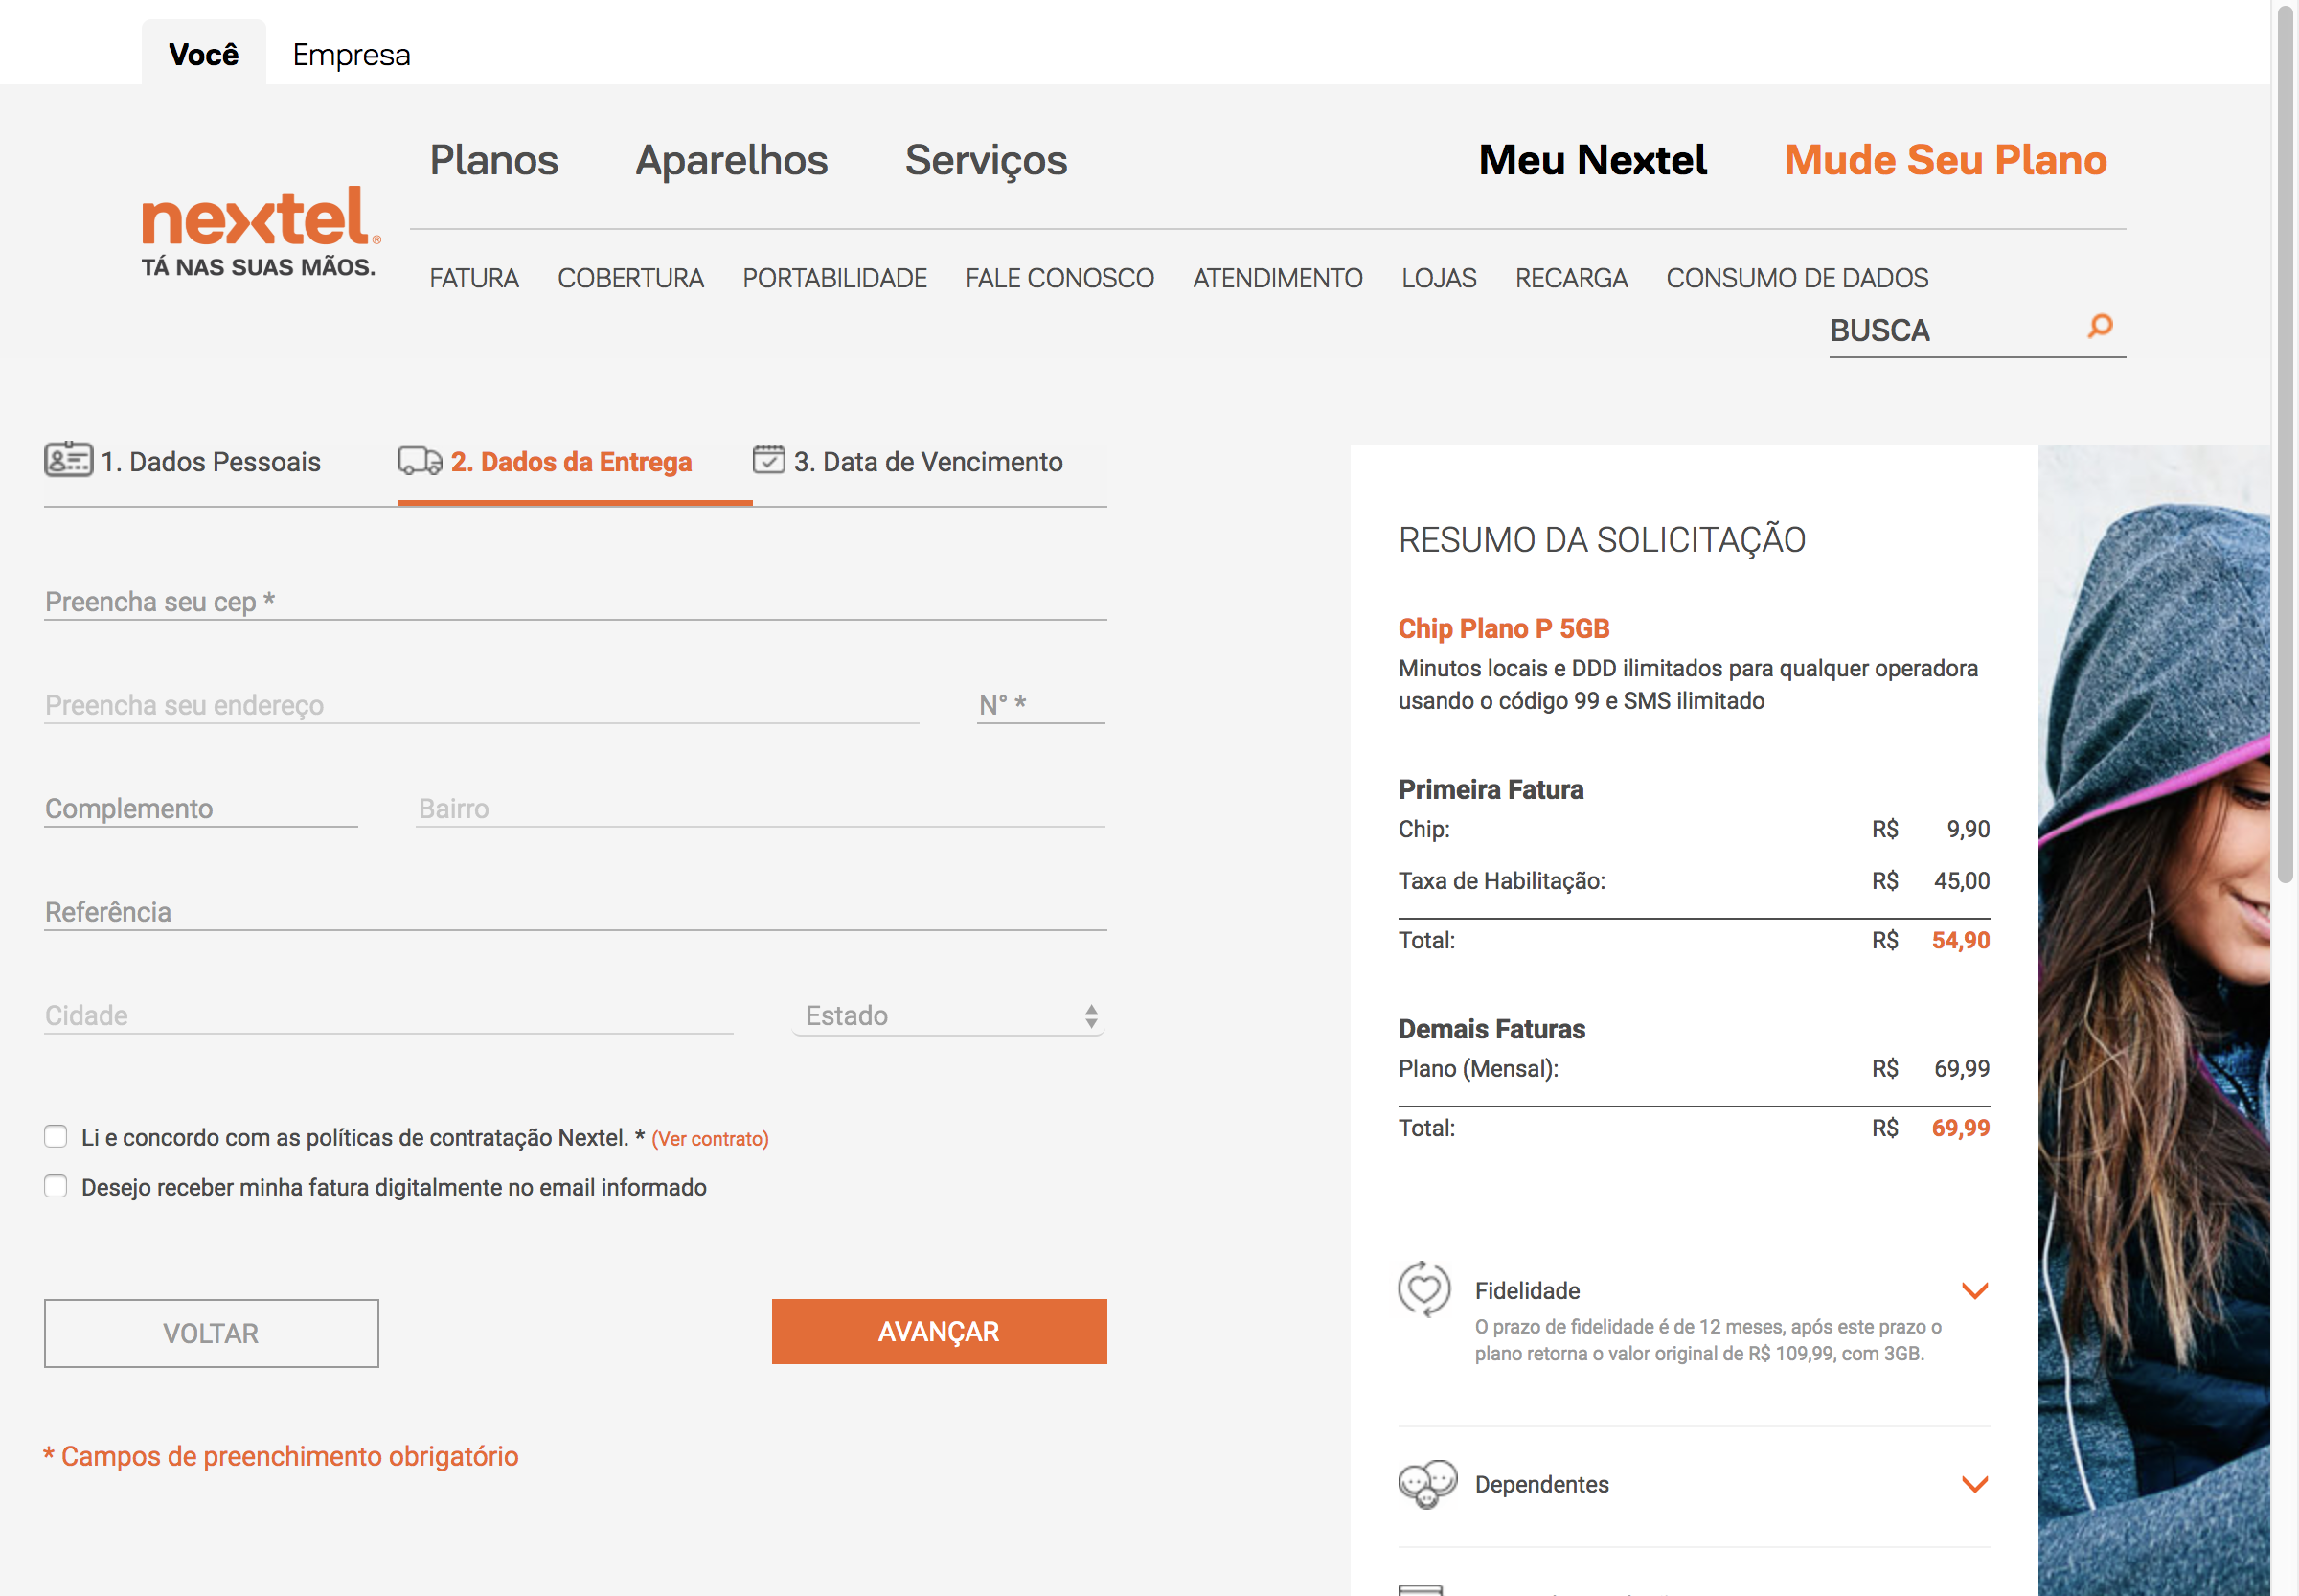 Você Empresa
Planos Aparelhos Serviços Meu Nextel Mude Seu Plano
nextel®
TÁ NAS SUAS MÃOS.
FATURA COBERTURA PORTABILIDADE FALE CONOSCO ATENDIMENTO LOJAS RECARGA CONSUMO DE DADOS
BUSCA
1. Dados Pessoais 2. Dados da Entrega 3. Data de Vencimento
Preencha seu cep *
Preencha seu endereço N° *
Complemento Bairro
Referência
Cidade Estado
Li e concordo com as políticas de contratação Nextel. * (Ver contrato)
Desejo receber minha fatura digitalmente no email informado
VOLTAR AVANÇAR
* Campos de preenchimento obrigatório
RESUMO DA SOLICITAÇÃO
Chip Plano P 5GB
Minutos locais e DDD ilimitados para qualquer operadora
usando o código 99 e SMS ilimitado
Primeira Fatura
Chip: R$ 9,90
Taxa de Habilitação: R$ 45,00
Total: R$ 54,90
Demais Faturas
Plano (Mensal): R$ 69,99
Total: R$ 69,99
Fidelidade
O prazo de fidelidade é de 12 meses, após este prazo o
plano retorna o valor original de R$ 109,99, com 3GB.
Dependentes